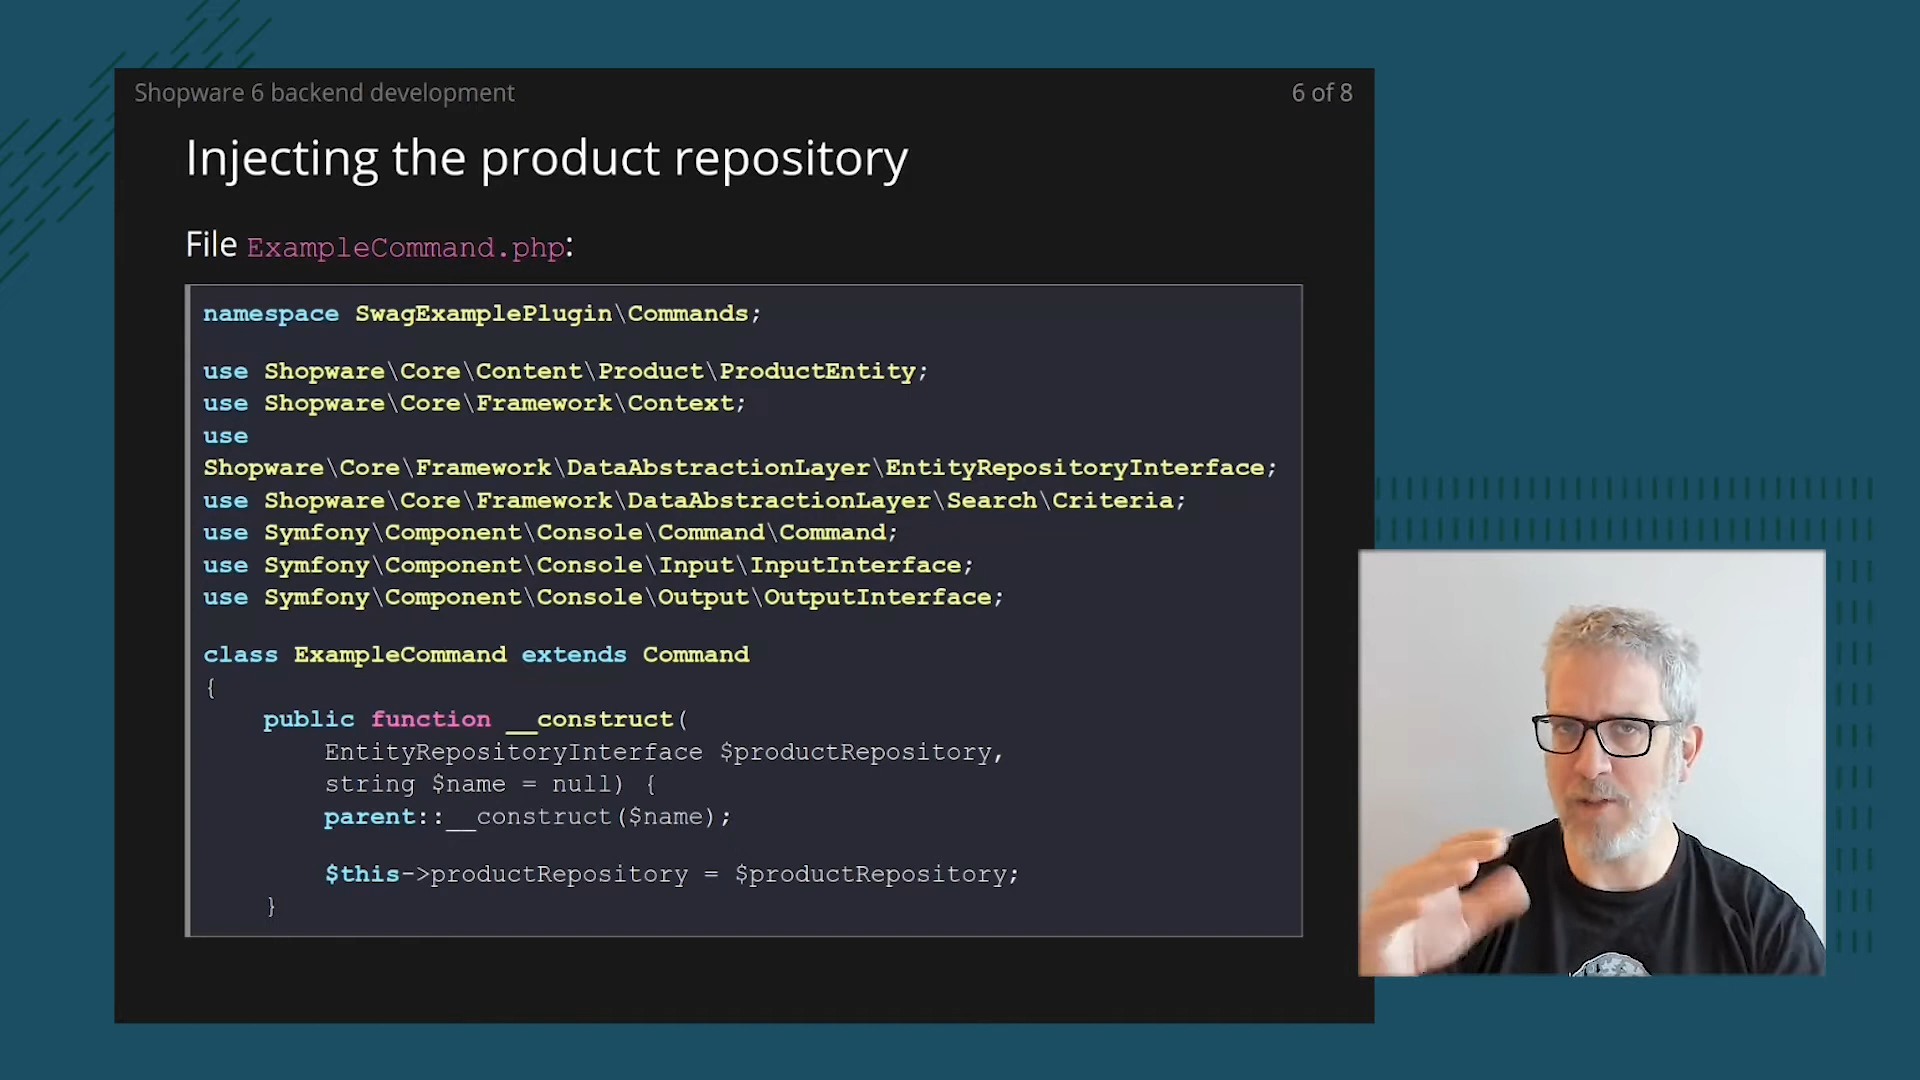 Shopware 6 backend development
6 of 8
Injecting the product repository
File ExampleCommand.php:
namespace SwagExamplePlugin\Commands;
use Shopware\Core\Content\Product\ProductEntity;
use Shopware\Core\Framework\Context;
use
Shopware\Core\Framework\DataAbstractionLayer\EntityRepositoryInterface;
use Shopware\Core\Framework\DataAbstractionLayer\Search\Criteria;
use Symfony\Component\Console\Command\Command;
use Symfony\Component\Console\Input\InputInterface;
use Symfony\Component\Console\Output\OutputInterface;
class ExampleCommand extends Command
{
    public function __construct(
        EntityRepositoryInterface $productRepository,
        string $name = null) {
        parent::__construct($name);
        $this->productRepository = $productRepository;
    }